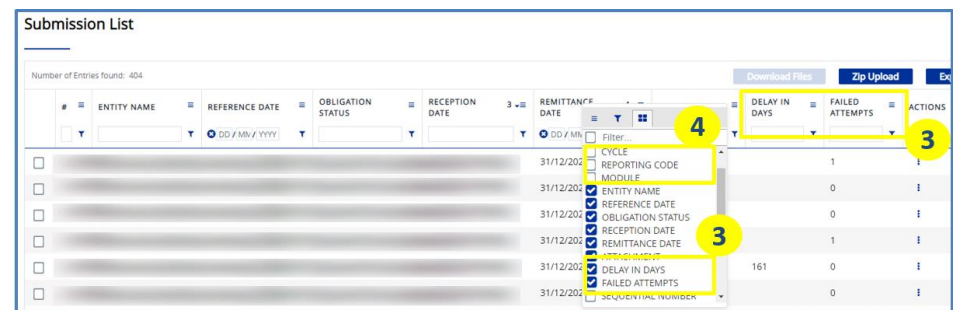 Submission List
Number of Entries found: 404
Download Files Zip Upload
# ENTITY NAME REFERENCE DATE OBLIGATION STATUS RECEPTION DATE 3 REMITTANCE DATE DELAY IN DAYS FAILED ATTEMPTS ACTIONS
DD / MM / YYYY DD / MM
4
3
Filter...
CYCLE
REPORTING CODE
MODULE
ENTITY NAME
REFERENCE DATE
OBLIGATION STATUS
RECEPTION DATE
REMITTANCE DATE
ATTACHMENT
DELAY IN DAYS
FAILED ATTEMPTS
SEQUENTIAL NUMBER
3
31/12/202 1
31/12/202 0
31/12/202 0
31/12/202 1
31/12/202 161 0
31/12/202 0